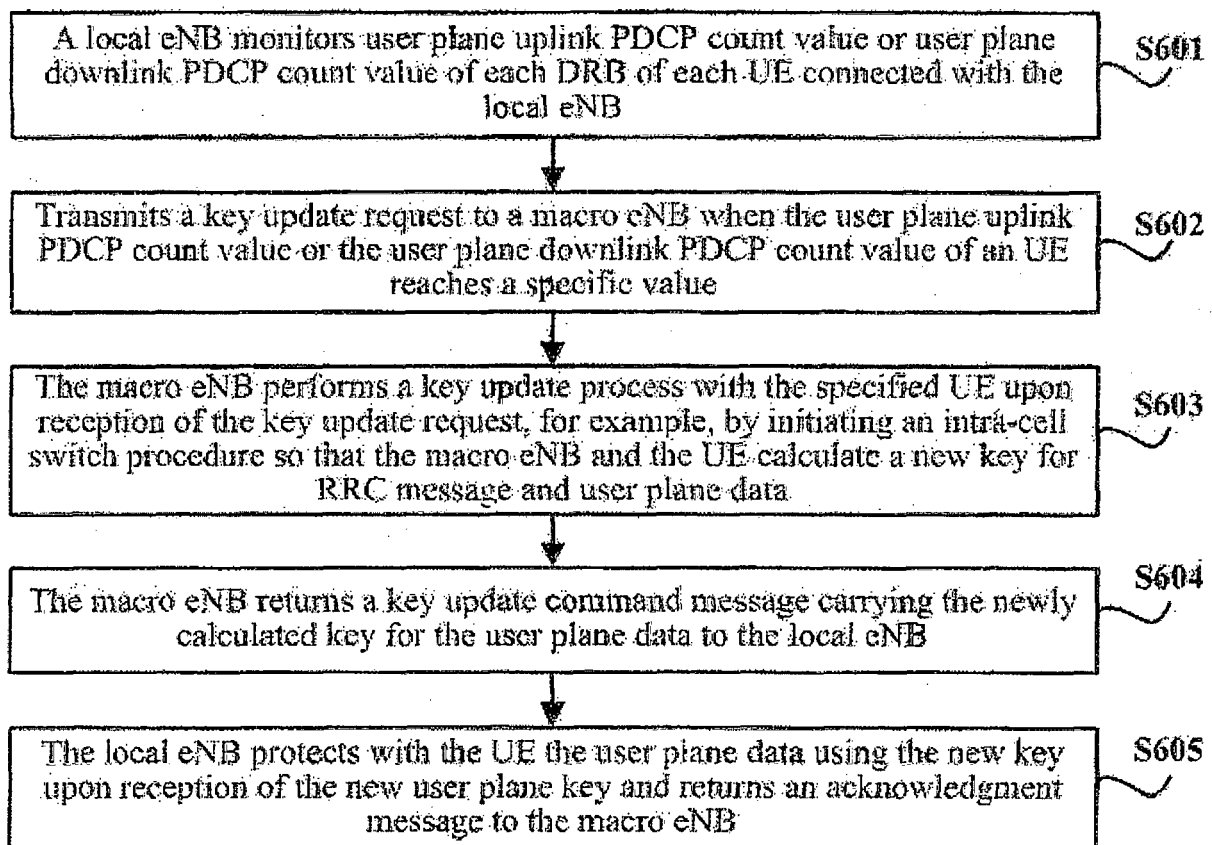 A local eNB monitors user plane uplink PDCP count value or user plane
downlink PDCP count value of each DRB of each UE connected with the
local eNB
S601
Transmits a key update request to a macro eNB when the user plane uplink
PDCP count value or the user plane downlink PDCP count value of an UE
reaches a specific value
S602
The macro eNB performs a key update process with the specified UE upon
reception of the key update request, for example, by initiating an intra-cell
switch procedure so that the macro eNB and the UE calculate a new key for
RRC message and user plane data
S603
The macro eNB returns a key update command message carrying the newly
calculated key for the user plane data to the local eNB
S604
The local eNB protects with the UE the user plane data using the new key
upon reception of the new user plane key and returns an acknowledgment
message to the macro eNB
S605